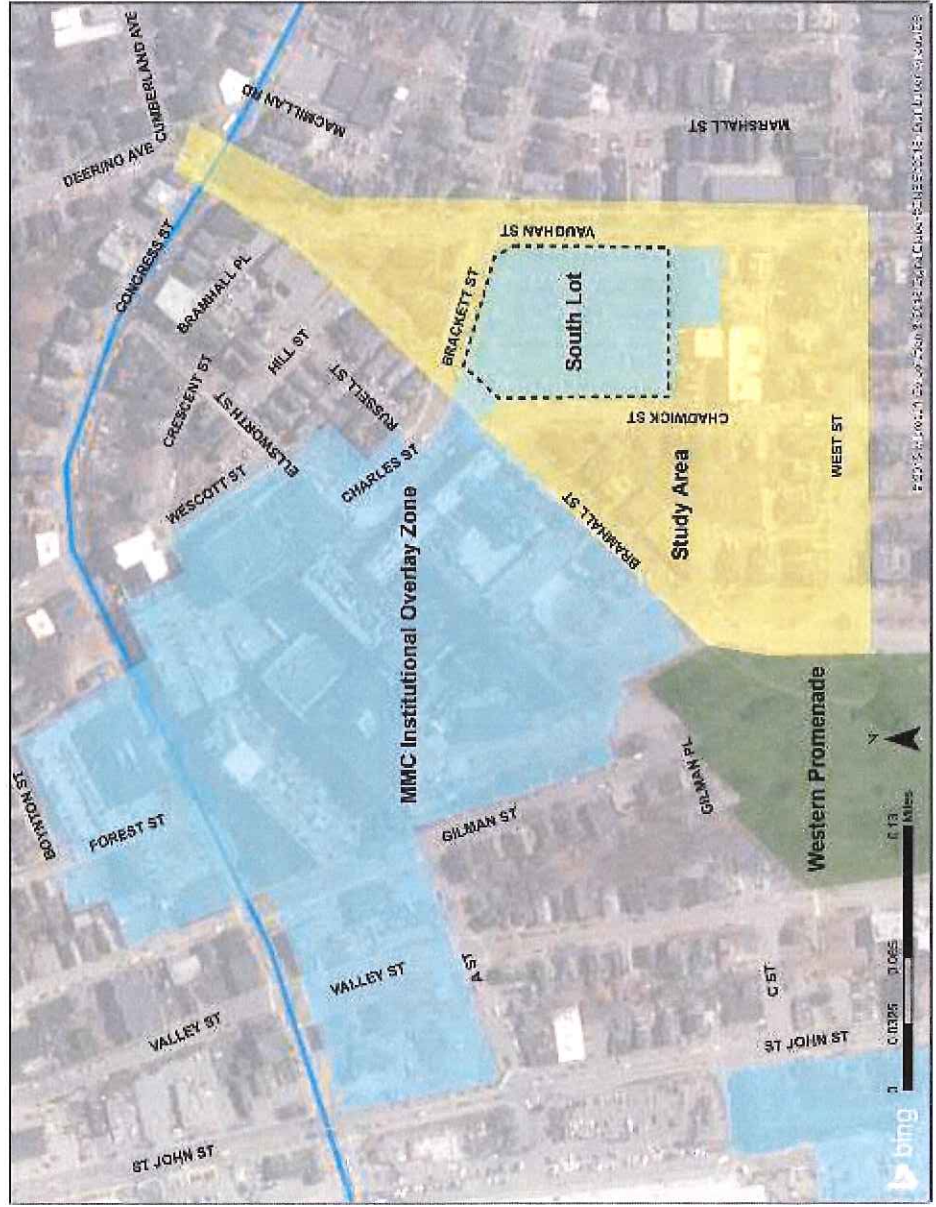 BOYNTON ST
CUMBERLAND AVE
DEERING AVE
FOREST ST
CONGRESS ST
ST JOHN ST
VALLEY ST
MACMILLAN RD
BRAMHALL PL
CRESCENT ST
WESCOTT ST
ELLSWORTH ST
HILL ST
RUSSELL ST
CHARLES ST
VALLEY ST
MMC Institutional Overlay Zone
BRACKETT ST
GILMAN ST
A ST
VAUGHAN ST
South Lot
BRAMHALL ST
CHADWICK ST
Study Area
MARSHALL ST
GILMAN PL
C ST
ST JOHN ST
WEST ST
Western Promenade
N
0 0.0325 0.065 0.13
Miles
bing